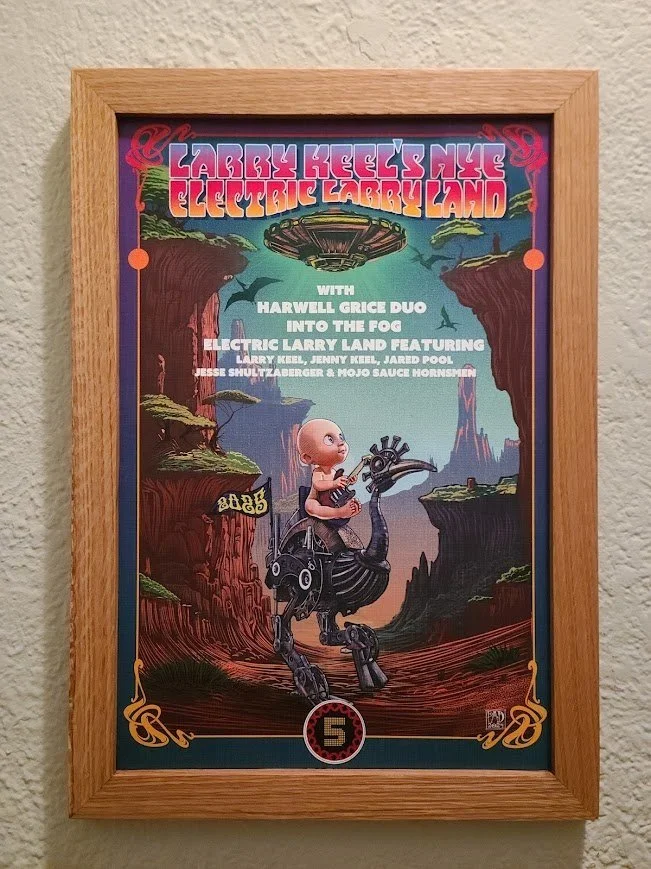 LARRY KEEL'S NYE
ELECTRIC LARRY LAND
WITH
HARWELL GRICE DUO
INTO THE FOG
ELECTRIC LARRY LAND FEATURING
LARRY KEEL, JENNY KEEL, JARED POOL
JESSE SHULTZABERGER & MOJO SAUCE HORNSMEN
2025
5